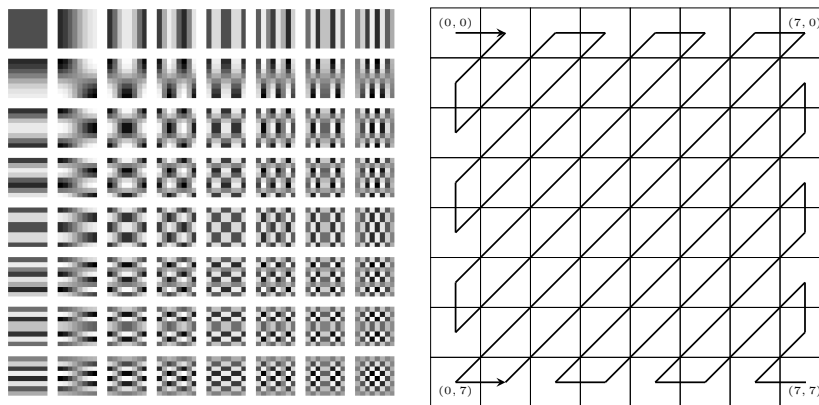 (0, 0) (7, 0)
(0, 7) (7, 7)